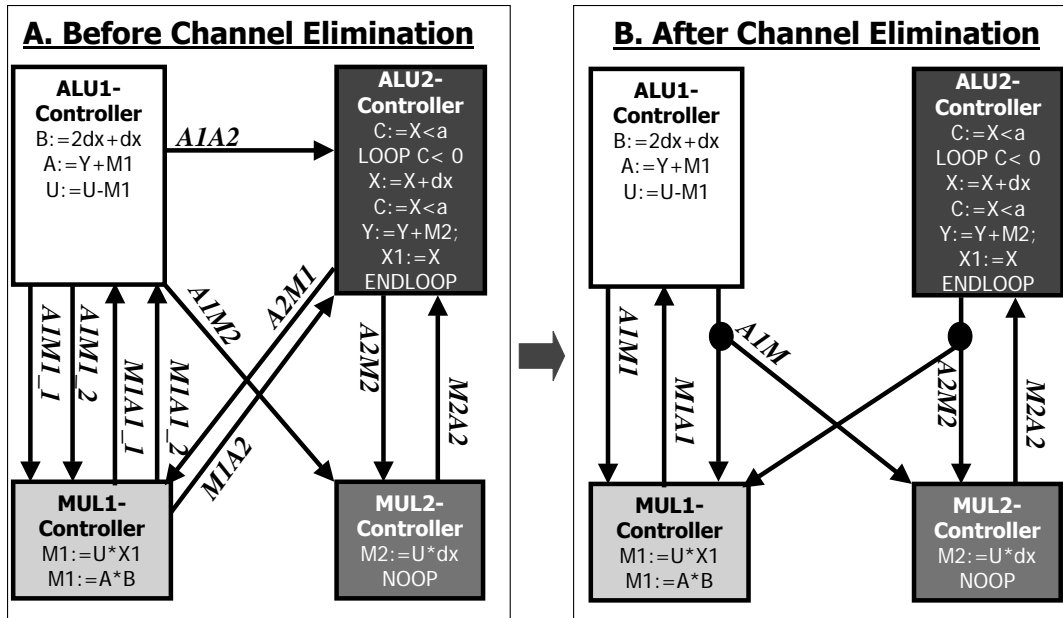 A. Before Channel Elimination
ALU1-
Controller
B:=2dx+dx
A:=Y+M1
U:=U-M1
ALU2-
Controller
C:=X<a
LOOP C< 0
X:=X+dx
C:=X<a
Y:=Y+M2;
X1:=X
ENDLOOP
A1A2
A1M1_1
A1M1_2
M1A1_1
M1A1_2
A1M2
A2M1
M1A2
A2M2
M2A2
MUL1-
Controller
M1:=U*X1
M1:=A*B
MUL2-
Controller
M2:=U*dx
NOOP
B. After Channel Elimination
ALU1-
Controller
B:=2dx+dx
A:=Y+M1
U:=U-M1
ALU2-
Controller
C:=X<a
LOOP C< 0
X:=X+dx
C:=X<a
Y:=Y+M2;
X1:=X
ENDLOOP
A1M1
M1A1
A1M
A2M2
M2A2
MUL1-
Controller
M1:=U*X1
M1:=A*B
MUL2-
Controller
M2:=U*dx
NOOP